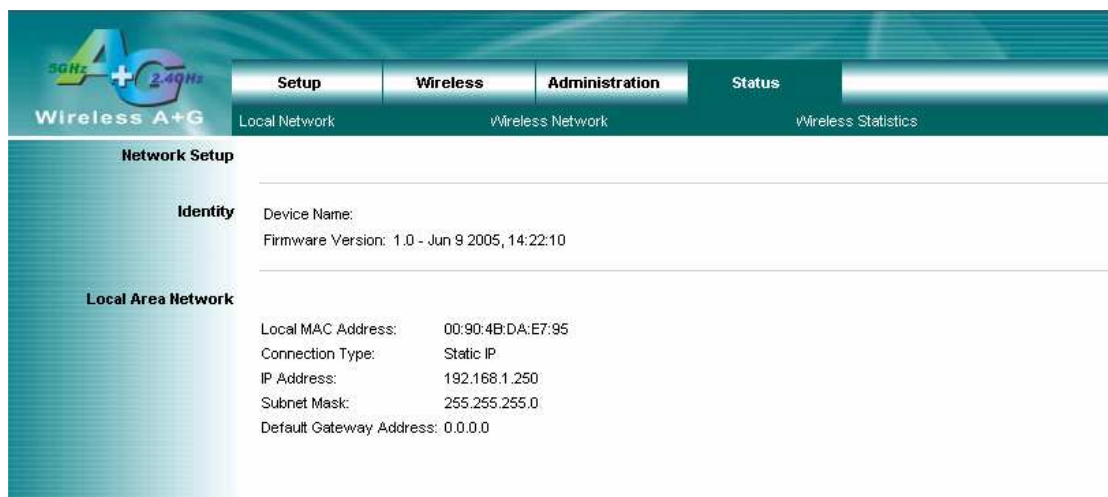 5GHz A+G 2.4GHz
Wireless A+G
Setup Wireless Administration Status
Local Network Wireless Network Wireless Statistics
Network Setup
Identity
Device Name:
Firmware Version: 1.0 - Jun 9 2005, 14:22:10
Local Area Network
Local MAC Address: 00:90:4B:DA:E7:95
Connection Type: Static IP
IP Address: 192.168.1.250
Subnet Mask: 255.255.255.0
Default Gateway Address: 0.0.0.0